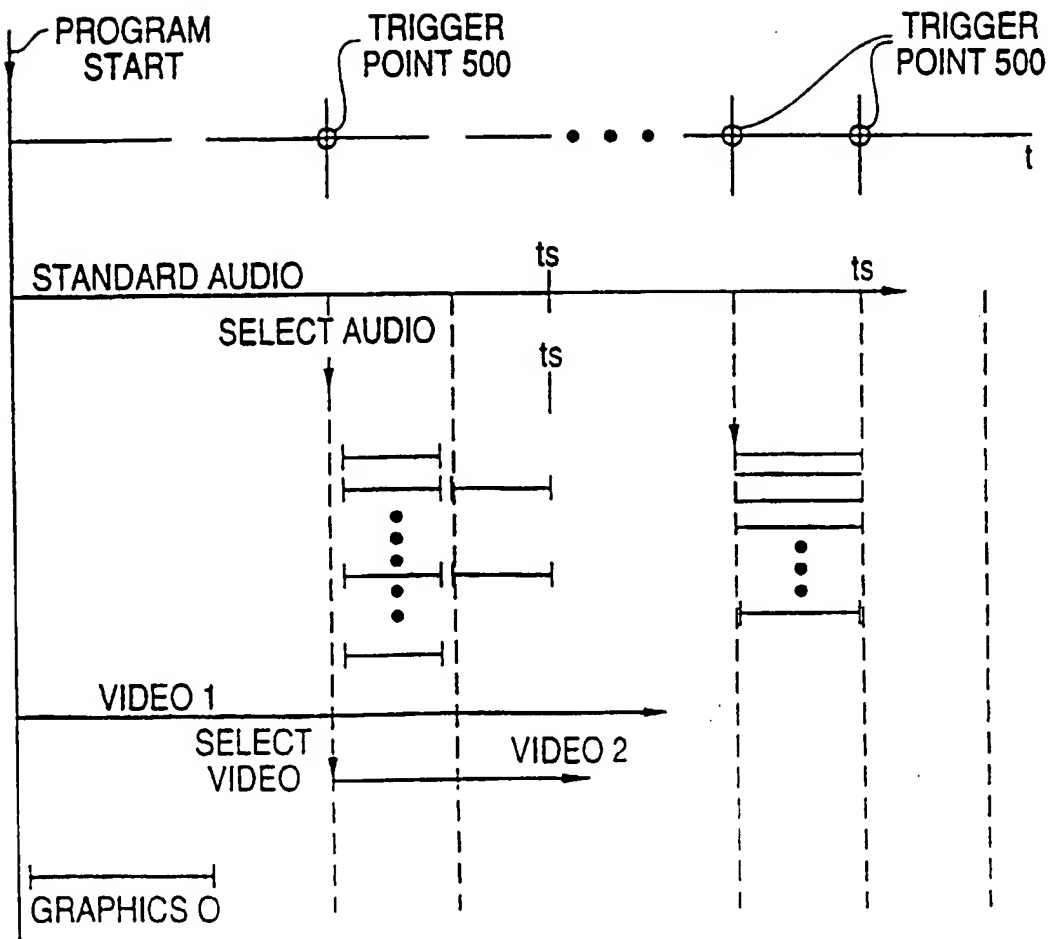 PROGRAM
START
TRIGGER
POINT 500
TRIGGER
POINT 500
t
STANDARD AUDIO
ts
ts
SELECT AUDIO
ts
VIDEO 1
SELECT
VIDEO
VIDEO 2
GRAPHICS O